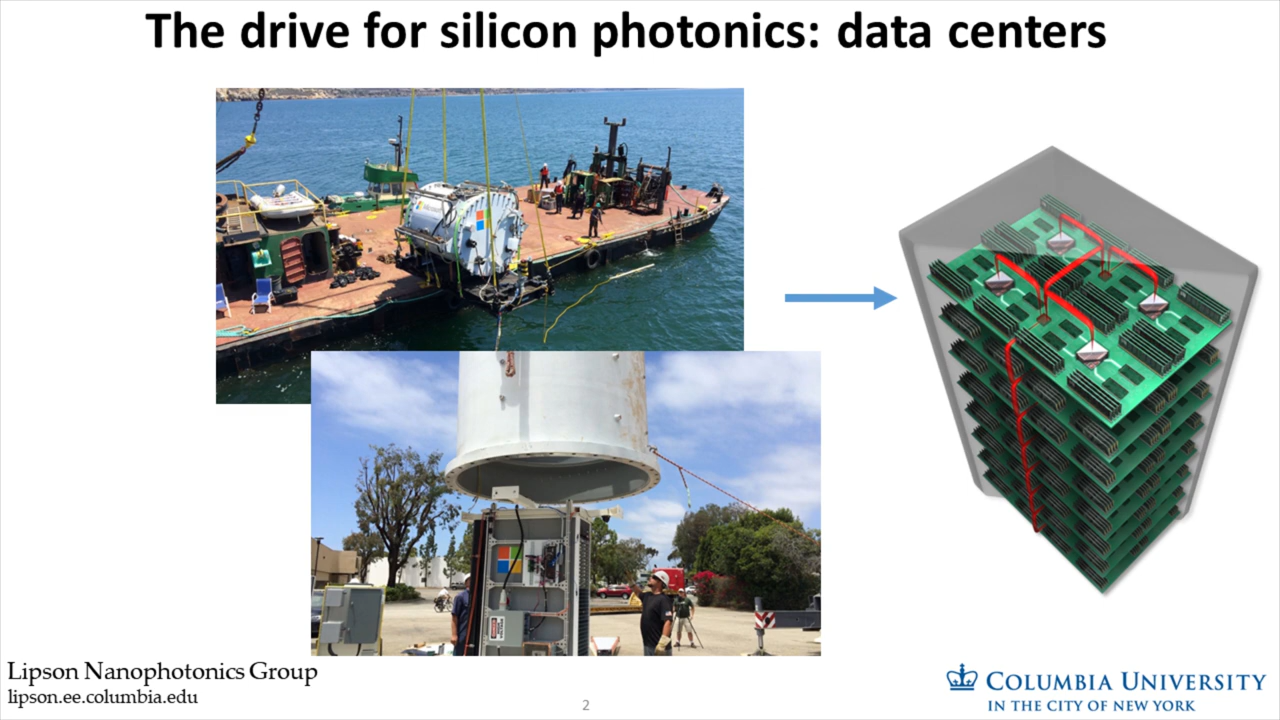 The drive for silicon photonics: data centers
Lipson Nanophotonics Group
lipson.ee.columbia.edu
2
COLUMBIA UNIVERSITY
IN THE CITY OF NEW YORK